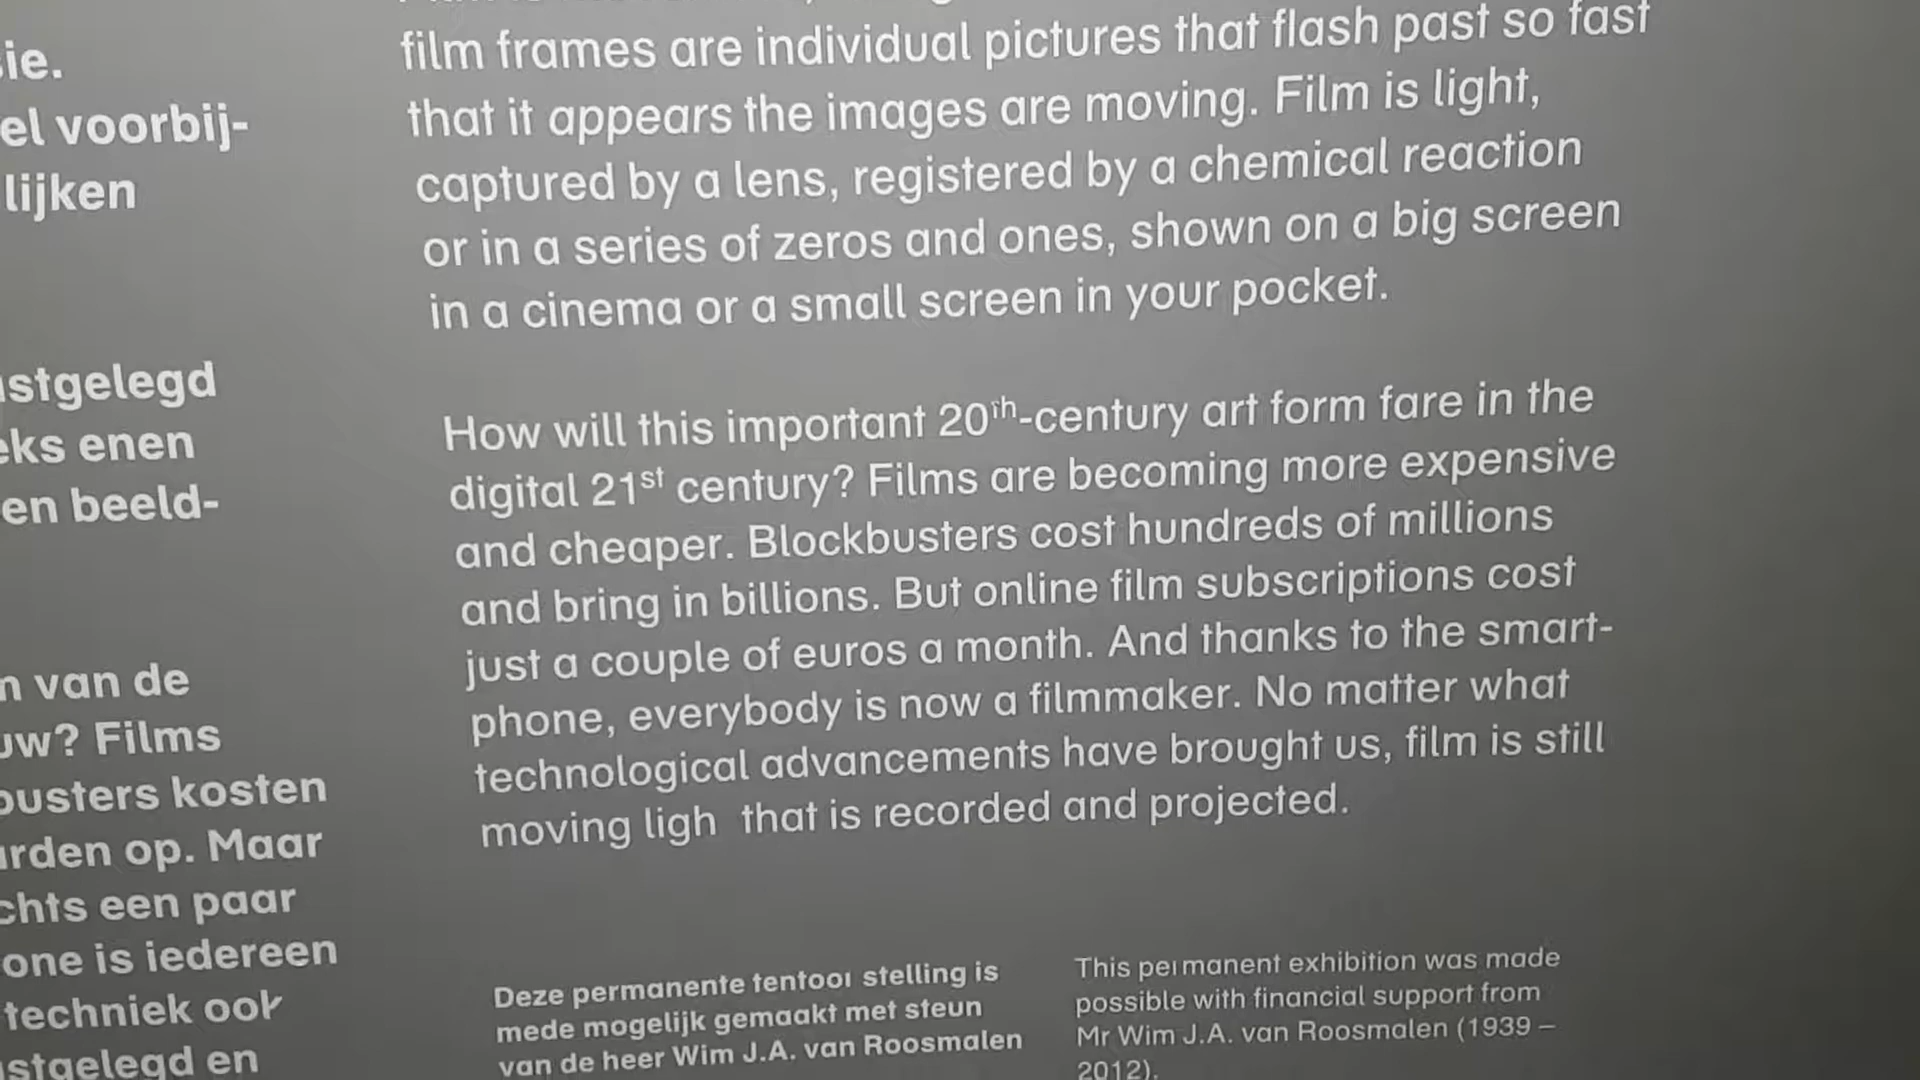 ie.
el voorbij-
lijken
stgelegd
eks enen
en beeld-
n van de
uw? Films
busters kosten
arden op. Maar
chts een paar
one is iedereen
techniek ook
stgelegd en
film frames are individual pictures that flash past so fast
that it appears the images are moving. Film is light,
captured by a lens, registered by a chemical reaction
or in a series of zeros and ones, shown on a big screen
in a cinema or a small screen in your pocket.
How will this important 20th-century art form fare in the
digital 21st century? Films are becoming more expensive
and cheaper. Blockbusters cost hundreds of millions
and bring in billions. But online film subscriptions cost
just a couple of euros a month. And thanks to the smart-
phone, everybody is now a filmmaker. No matter what
technological advancements have brought us, film is still
moving ligh that is recorded and projected.
Deze permanente tentoonstelling is
mede mogelijk gemaakt met steun
van de heer Wim J.A. van Roosmalen
This permanent exhibition was made
possible with financial support from
Mr Wim J.A. van Roosmalen (1939 –
2012).